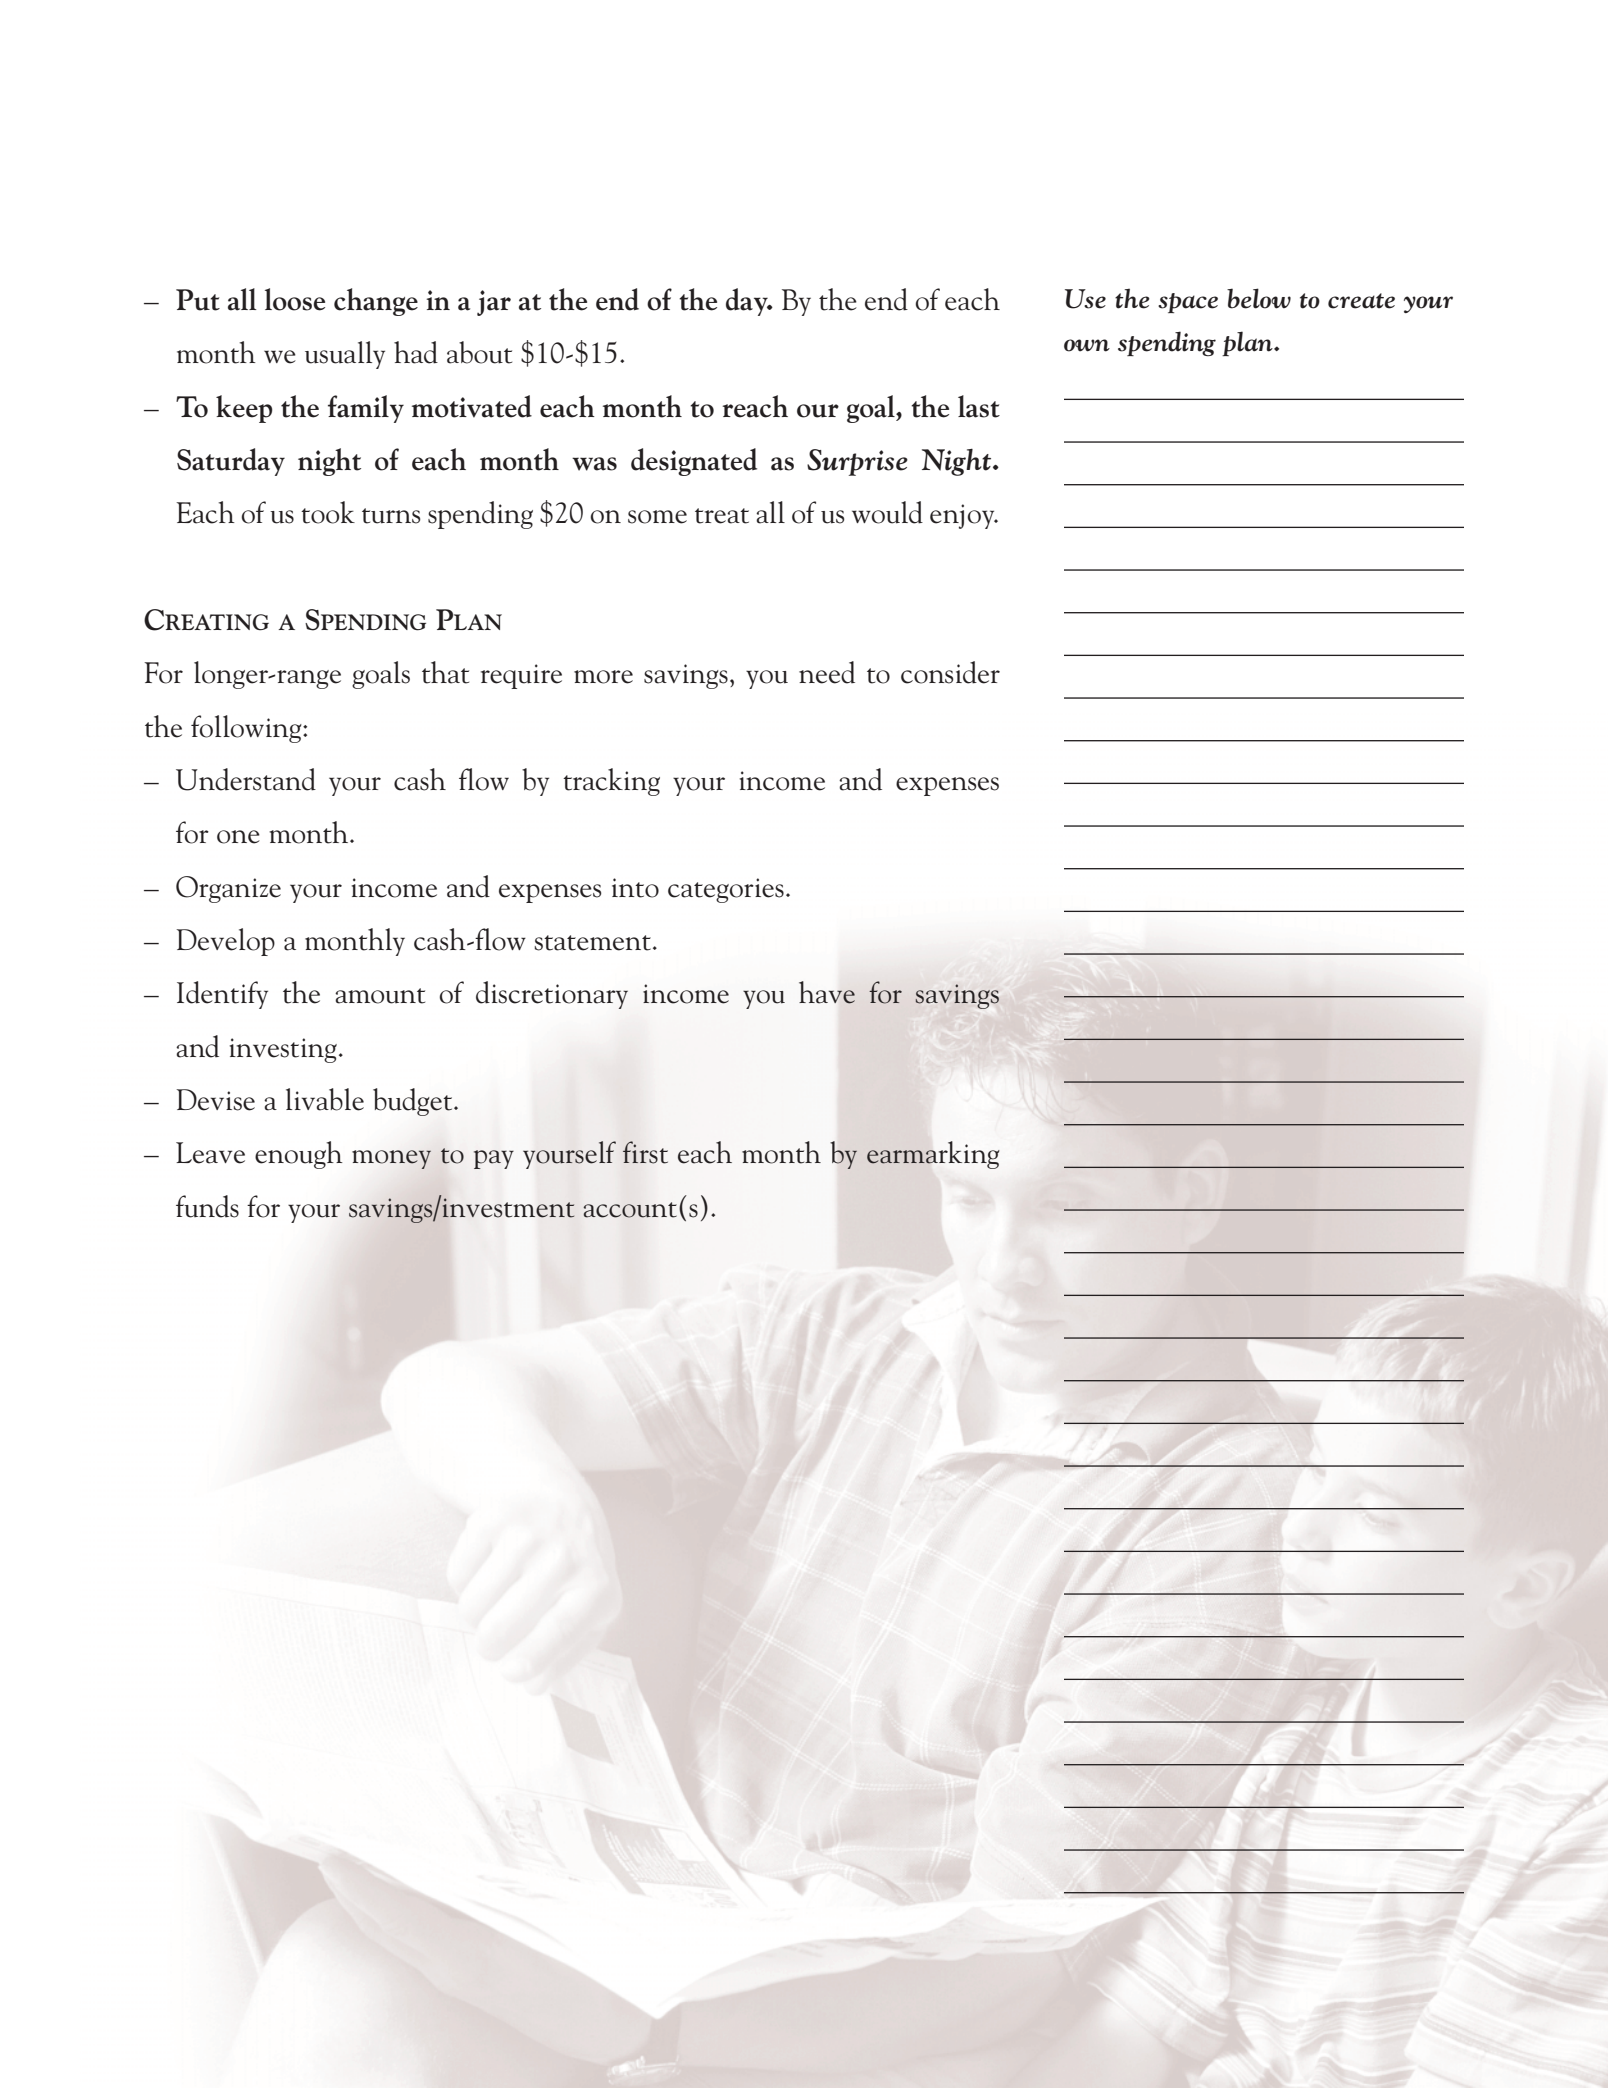 – Put all loose change in a jar at the end of the day. By the end of each
month we usually had about $10-$15.
– To keep the family motivated each month to reach our goal, the last
Saturday night of each month was designated as Surprise Night.
Each of us took turns spending $20 on some treat all of us would enjoy.
Creating a Spending Plan
For longer-range goals that require more savings, you need to consider
the following:
– Understand your cash flow by tracking your income and expenses
for one month.
– Organize your income and expenses into categories.
– Develop a monthly cash-flow statement.
– Identify the amount of discretionary income you have for savings
and investing.
– Devise a livable budget.
– Leave enough money to pay yourself first each month by earmarking
funds for your savings/investment account(s).
Use the space below to create your
own spending plan.